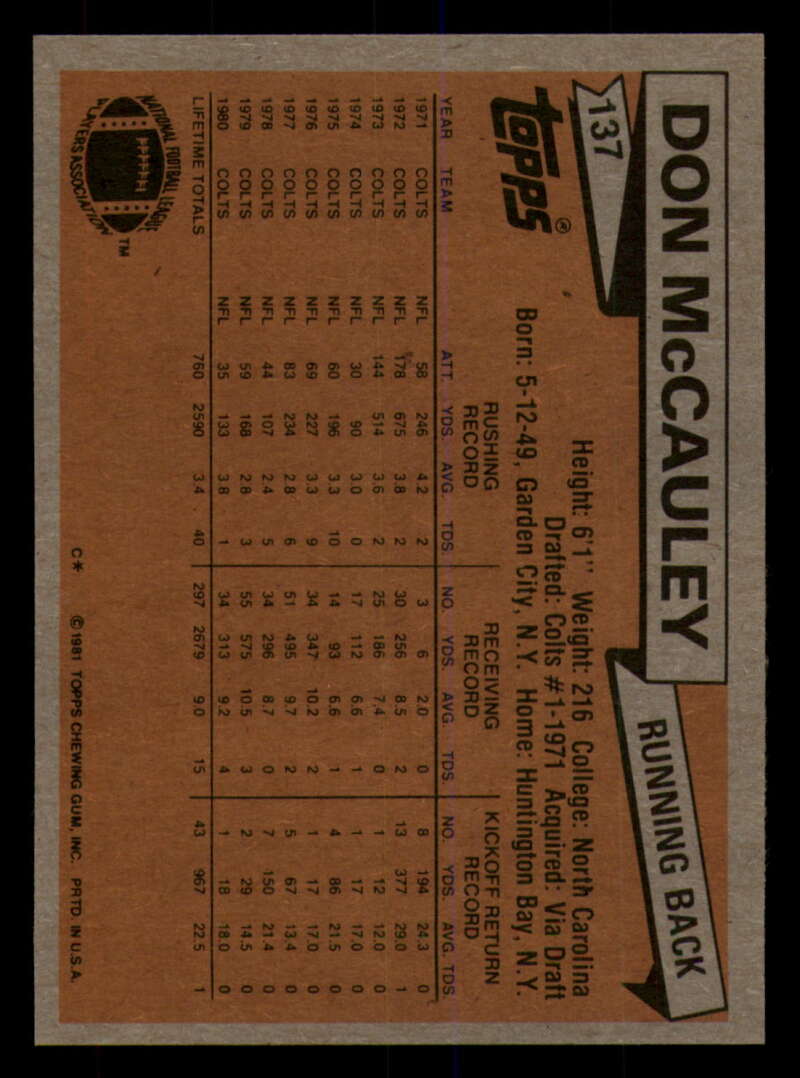 DON McCAULEY
RUNNING BACK
137
Height: 6'1" Weight: 216 College: North Carolina
Drafted: Colts #1-1971 Acquired: Via Draft
Born: 5-12-49, Garden City, N.Y. Home: Huntington Bay, N.Y.
TOPPS®
RUSHING RECORD RECEIVING RECORD KICKOFF RETURN RECORD
YEAR TEAM ATT. YDS. AVG. TDS. NO. YDS. AVG. TDS. NO. YDS. AVG. TDS.
1971 COLTS NFL 58 246 4.2 2 3 6 2.0 0 8 194 24.3 0
1972 COLTS NFL 178 675 3.8 2 30 256 8.5 2 13 377 29.0 1
1973 COLTS NFL 144 514 3.6 2 25 186 7.4 0 1 12 12.0 0
1974 COLTS NFL 30 90 3.0 0 17 112 6.6 1 1 17 17.0 0
1975 COLTS NFL 60 196 3.3 10 14 93 6.6 1 4 86 21.5 0
1976 COLTS NFL 69 227 3.3 9 34 347 10.2 2 1 17 17.0 0
1977 COLTS NFL 83 234 2.8 6 51 495 9.7 2 5 67 13.4 0
1978 COLTS NFL 44 107 2.4 5 34 296 8.7 0 7 150 21.4 0
1979 COLTS NFL 59 168 2.8 3 55 575 10.5 3 2 29 14.5 0
1980 COLTS NFL 35 133 3.8 1 34 313 9.2 4 1 18 18.0 0
LIFETIME TOTALS 760 2590 3.4 40 297 2679 9.0 15 43 967 22.5 1
NATIONAL FOOTBALL LEAGUE
PLAYERS ASSOCIATION
TM
C* © 1981 TOPPS CHEWING GUM, INC. PRTD. IN U.S.A.